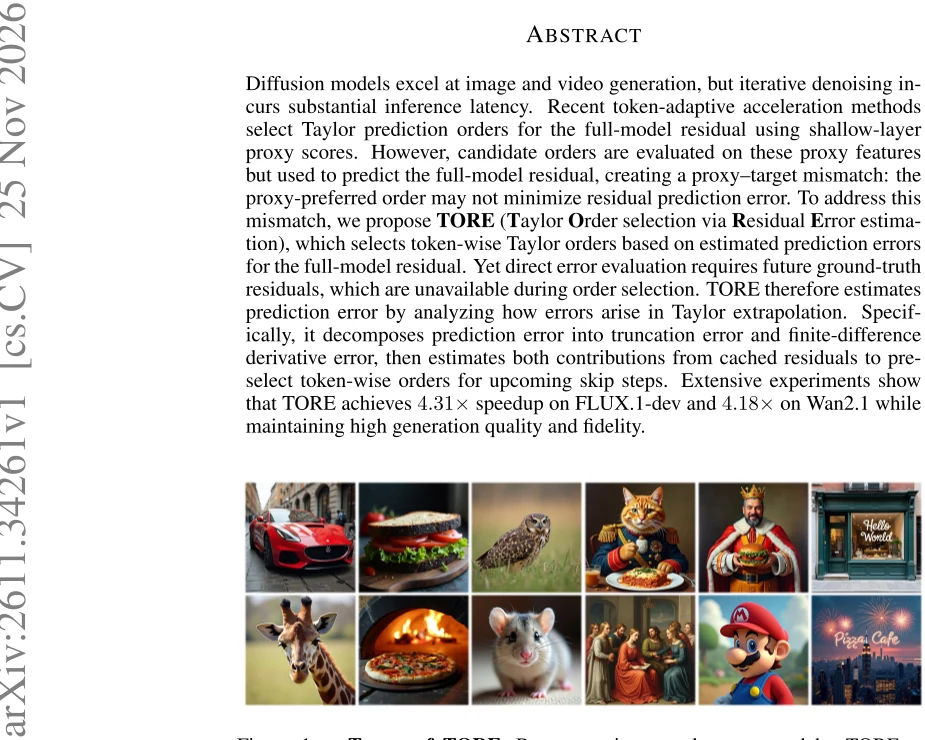 arXiv:2611.34261v1 [cs.CV] 25 Nov 2026
ABSTRACT
Diffusion models excel at image and video generation, but iterative denoising in-
curs substantial inference latency. Recent token-adaptive acceleration methods
select Taylor prediction orders for the full-model residual using shallow-layer
proxy scores. However, candidate orders are evaluated on these proxy features
but used to predict the full-model residual, creating a proxy–target mismatch: the
proxy-preferred order may not minimize residual prediction error. To address this
mismatch, we propose TORE (Taylor Order selection via Residual Error estima-
tion), which selects token-wise Taylor orders based on estimated prediction errors
for the full-model residual. Yet direct error evaluation requires future ground-truth
residuals, which are unavailable during order selection. TORE therefore estimates
prediction error by analyzing how errors arise in Taylor extrapolation. Specif-
ically, it decomposes prediction error into truncation error and finite-difference
derivative error, then estimates both contributions from cached residuals to pre-
select token-wise orders for upcoming skip steps. Extensive experiments show
that TORE achieves 4.31× speedup on FLUX.1-dev and 4.18× on Wan2.1 while
maintaining high generation quality and fidelity.
Hello
World
Pizza Cafe